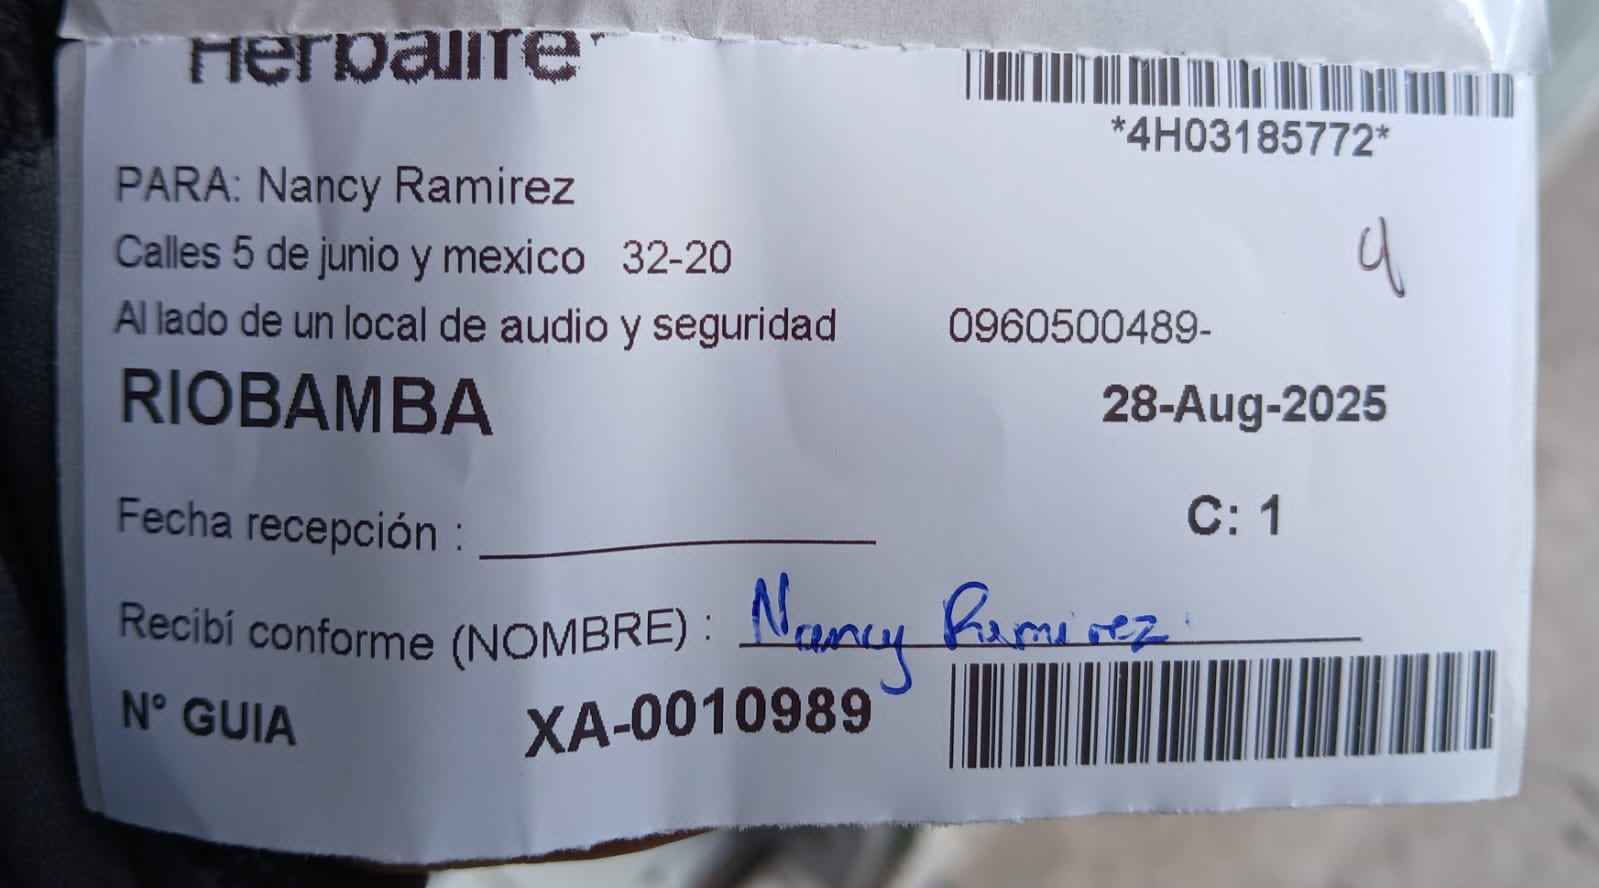 Herbalife
*4H03185772*
PARA: Nancy Ramirez
Calles 5 de junio y mexico 32-20
Al lado de un local de audio y seguridad 0960500489-
RIOBAMBA 28-Aug-2025
Fecha recepción : ____________ C: 1
Recibí conforme (NOMBRE) : Nancy Ramirez
N° GUIA XA-0010989